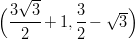 (3√3/2 + 1, 3/2 − √3)